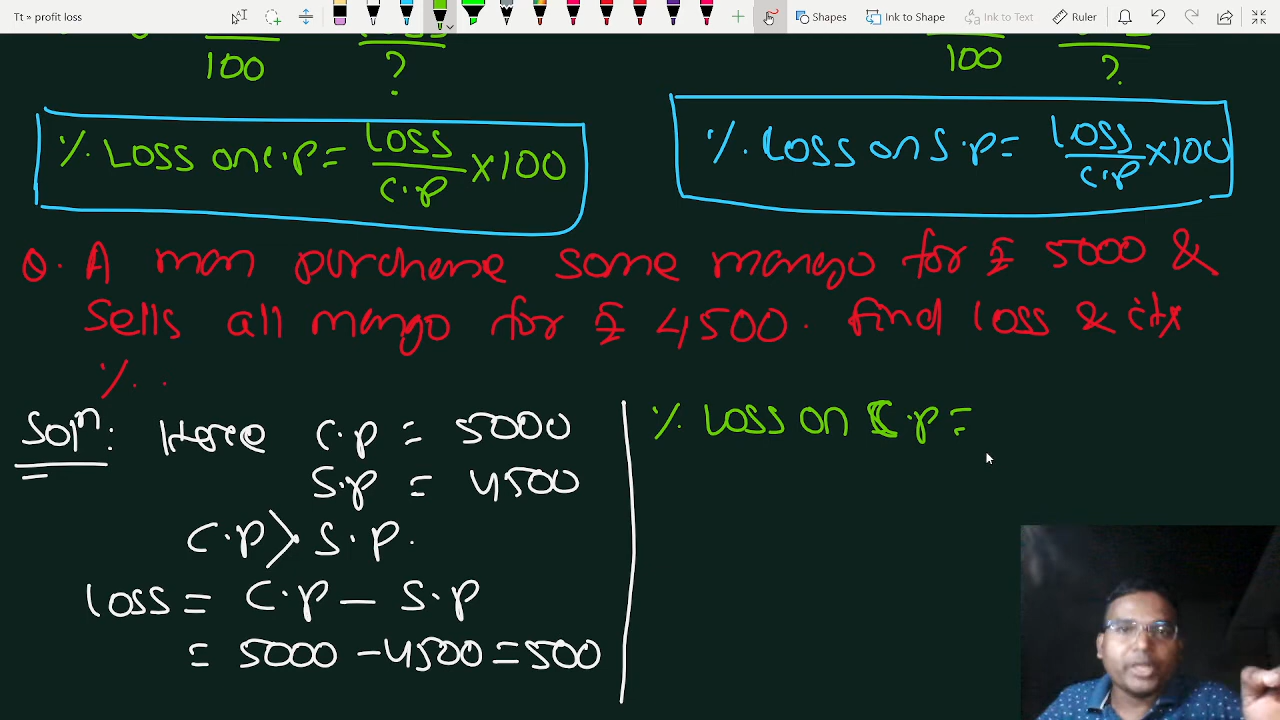 Tt » profit loss
Shapes
Ink to Shape
Ink to Text
Ruler
100 ?
100 ?
% Loss on C.P = Loss / C.P × 100
% Loss on S.P = Loss / C.P × 100
Q. A man purchase some mango for ₹ 5000 &
Sells all mango for ₹ 4500. Find loss & its
% .
Solⁿ: Here C.P = 5000
S.P = 4500
C.P > S.P.
Loss = C.P – S.P
= 5000 – 4500 = 500
% Loss on C.P =